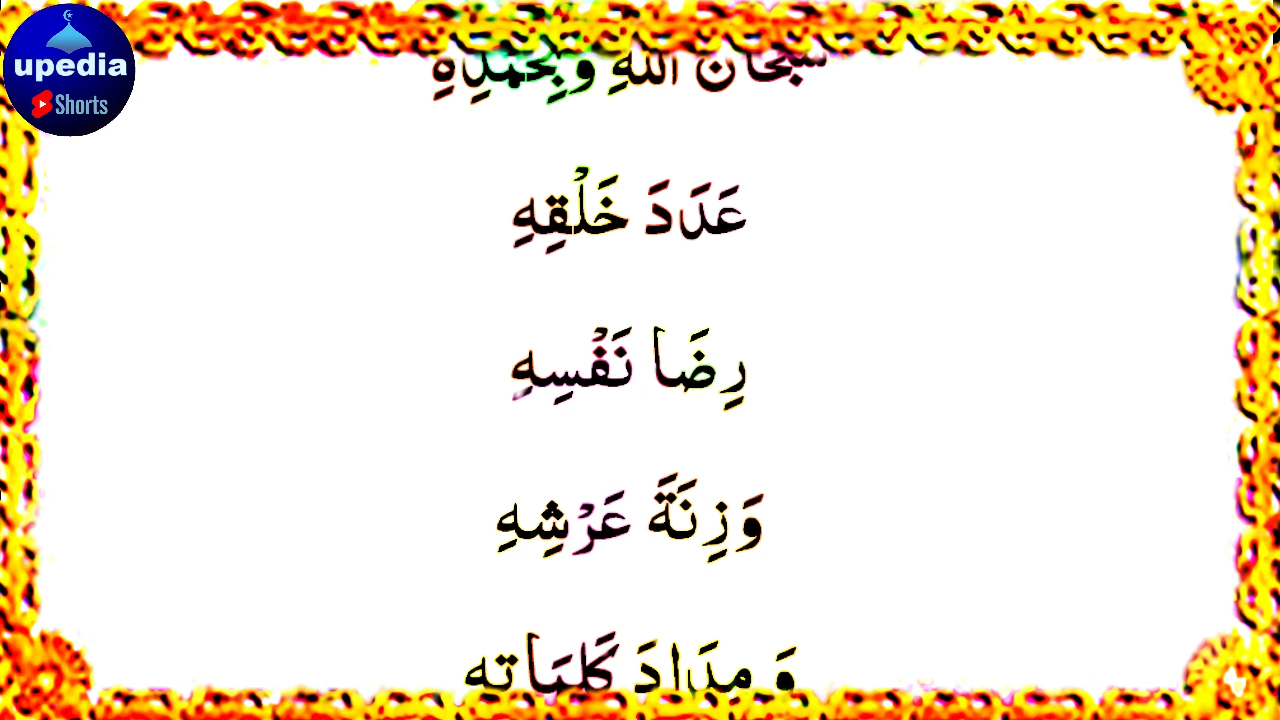 upedia
Shorts
سُبْحَانَ اللهِ وَبِحَمْدِهِ
عَدَدَ خَلْقِهِ
رِضَا نَفْسِهِ
وَزِنَةَ عَرْشِهِ
وَ مِدَادَ كَلِمَاتِهِ